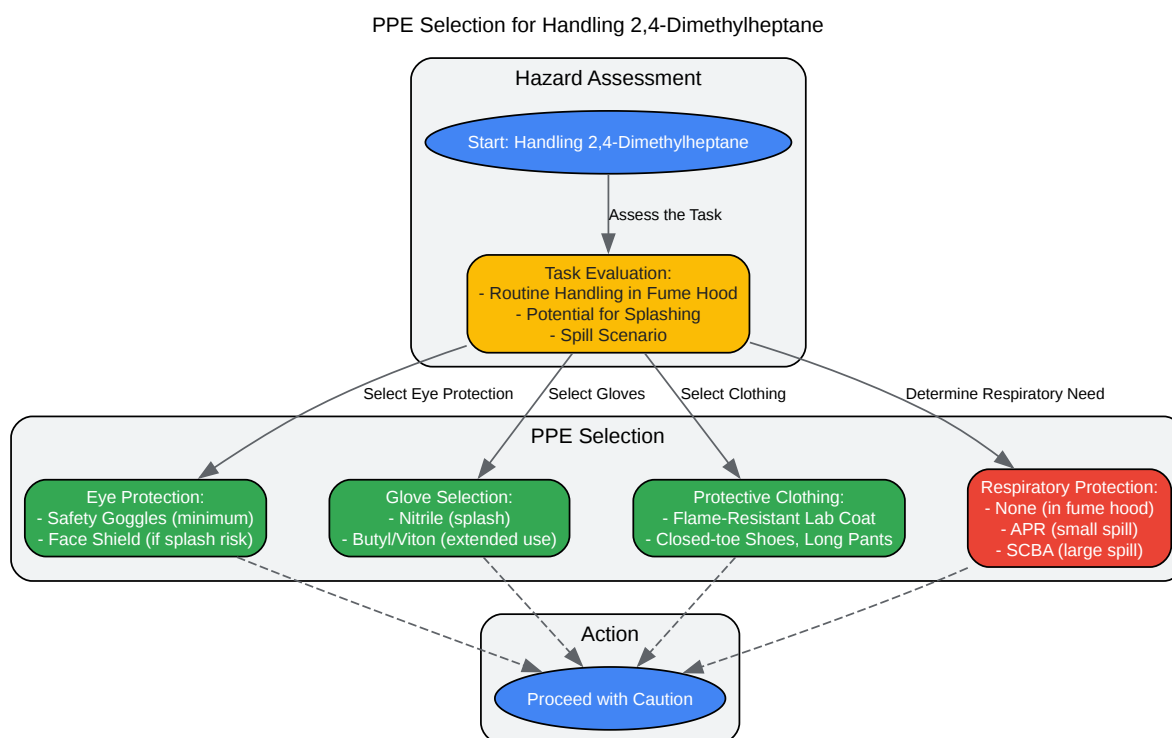 PPE Selection for Handling 2,4-Dimethylheptane
Hazard Assessment
Start: Handling 2,4-Dimethylheptane
Assess the Task
Task Evaluation:
- Routine Handling in Fume Hood
- Potential for Splashing
- Spill Scenario
Select Eye Protection
Select Gloves
Select Clothing
Determine Respiratory Need
PPE Selection
Eye Protection:
- Safety Goggles (minimum)
- Face Shield (if splash risk)
Glove Selection:
- Nitrile (splash)
- Butyl/Viton (extended use)
Protective Clothing:
- Flame-Resistant Lab Coat
- Closed-toe Shoes, Long Pants
Respiratory Protection:
- None (in fume hood)
- APR (small spill)
- SCBA (large spill)
Action
Proceed with Caution